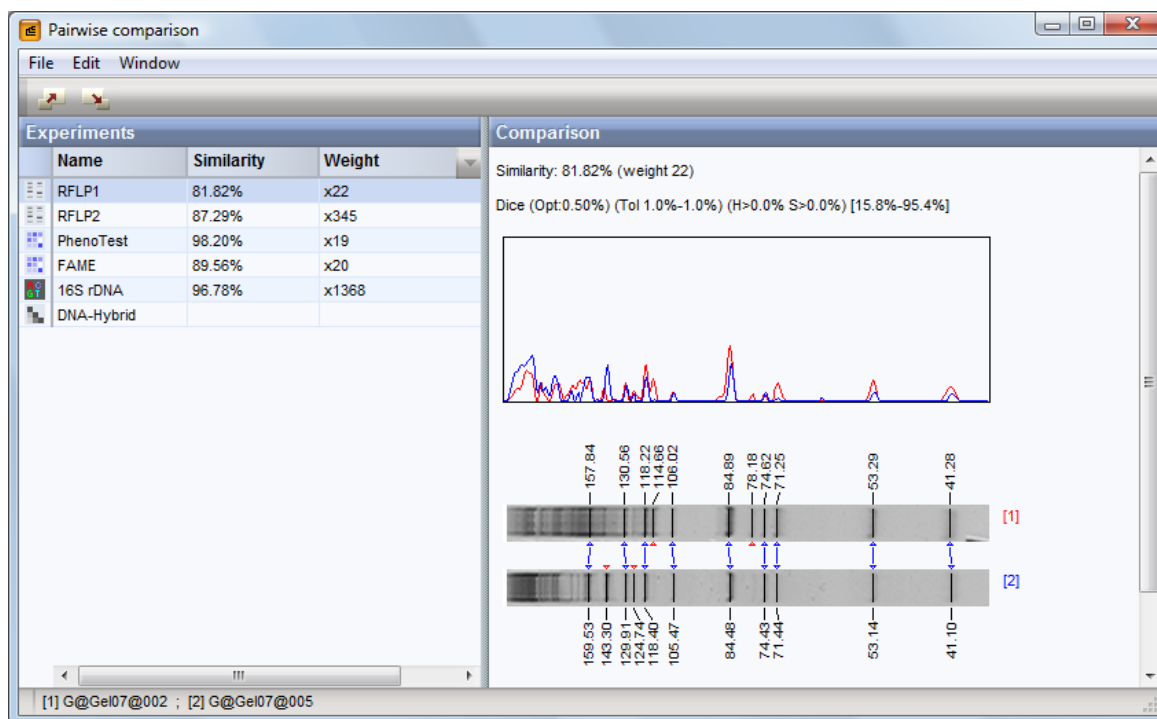 Pairwise comparison
File Edit Window
Experiments
Name Similarity Weight
RFLP1 81.82% x22
RFLP2 87.29% x345
PhenoTest 98.20% x19
FAME 89.56% x20
16S rDNA 96.78% x1368
DNA-Hybrid
Comparison
Similarity: 81.82% (weight 22)
Dice (Opt:0.50%) (Tol 1.0%-1.0%) (H>0.0% S>0.0%) [15.8%-95.4%]
157.84 130.56 118.22 114.66 106.02 84.89 78.18 74.62 71.25 53.29 41.28
[1]
[2]
159.53 143.30 129.91 124.74 118.40 105.47 84.48 74.43 71.44 53.14 41.10
[1] G@Gel07@002 ; [2] G@Gel07@005